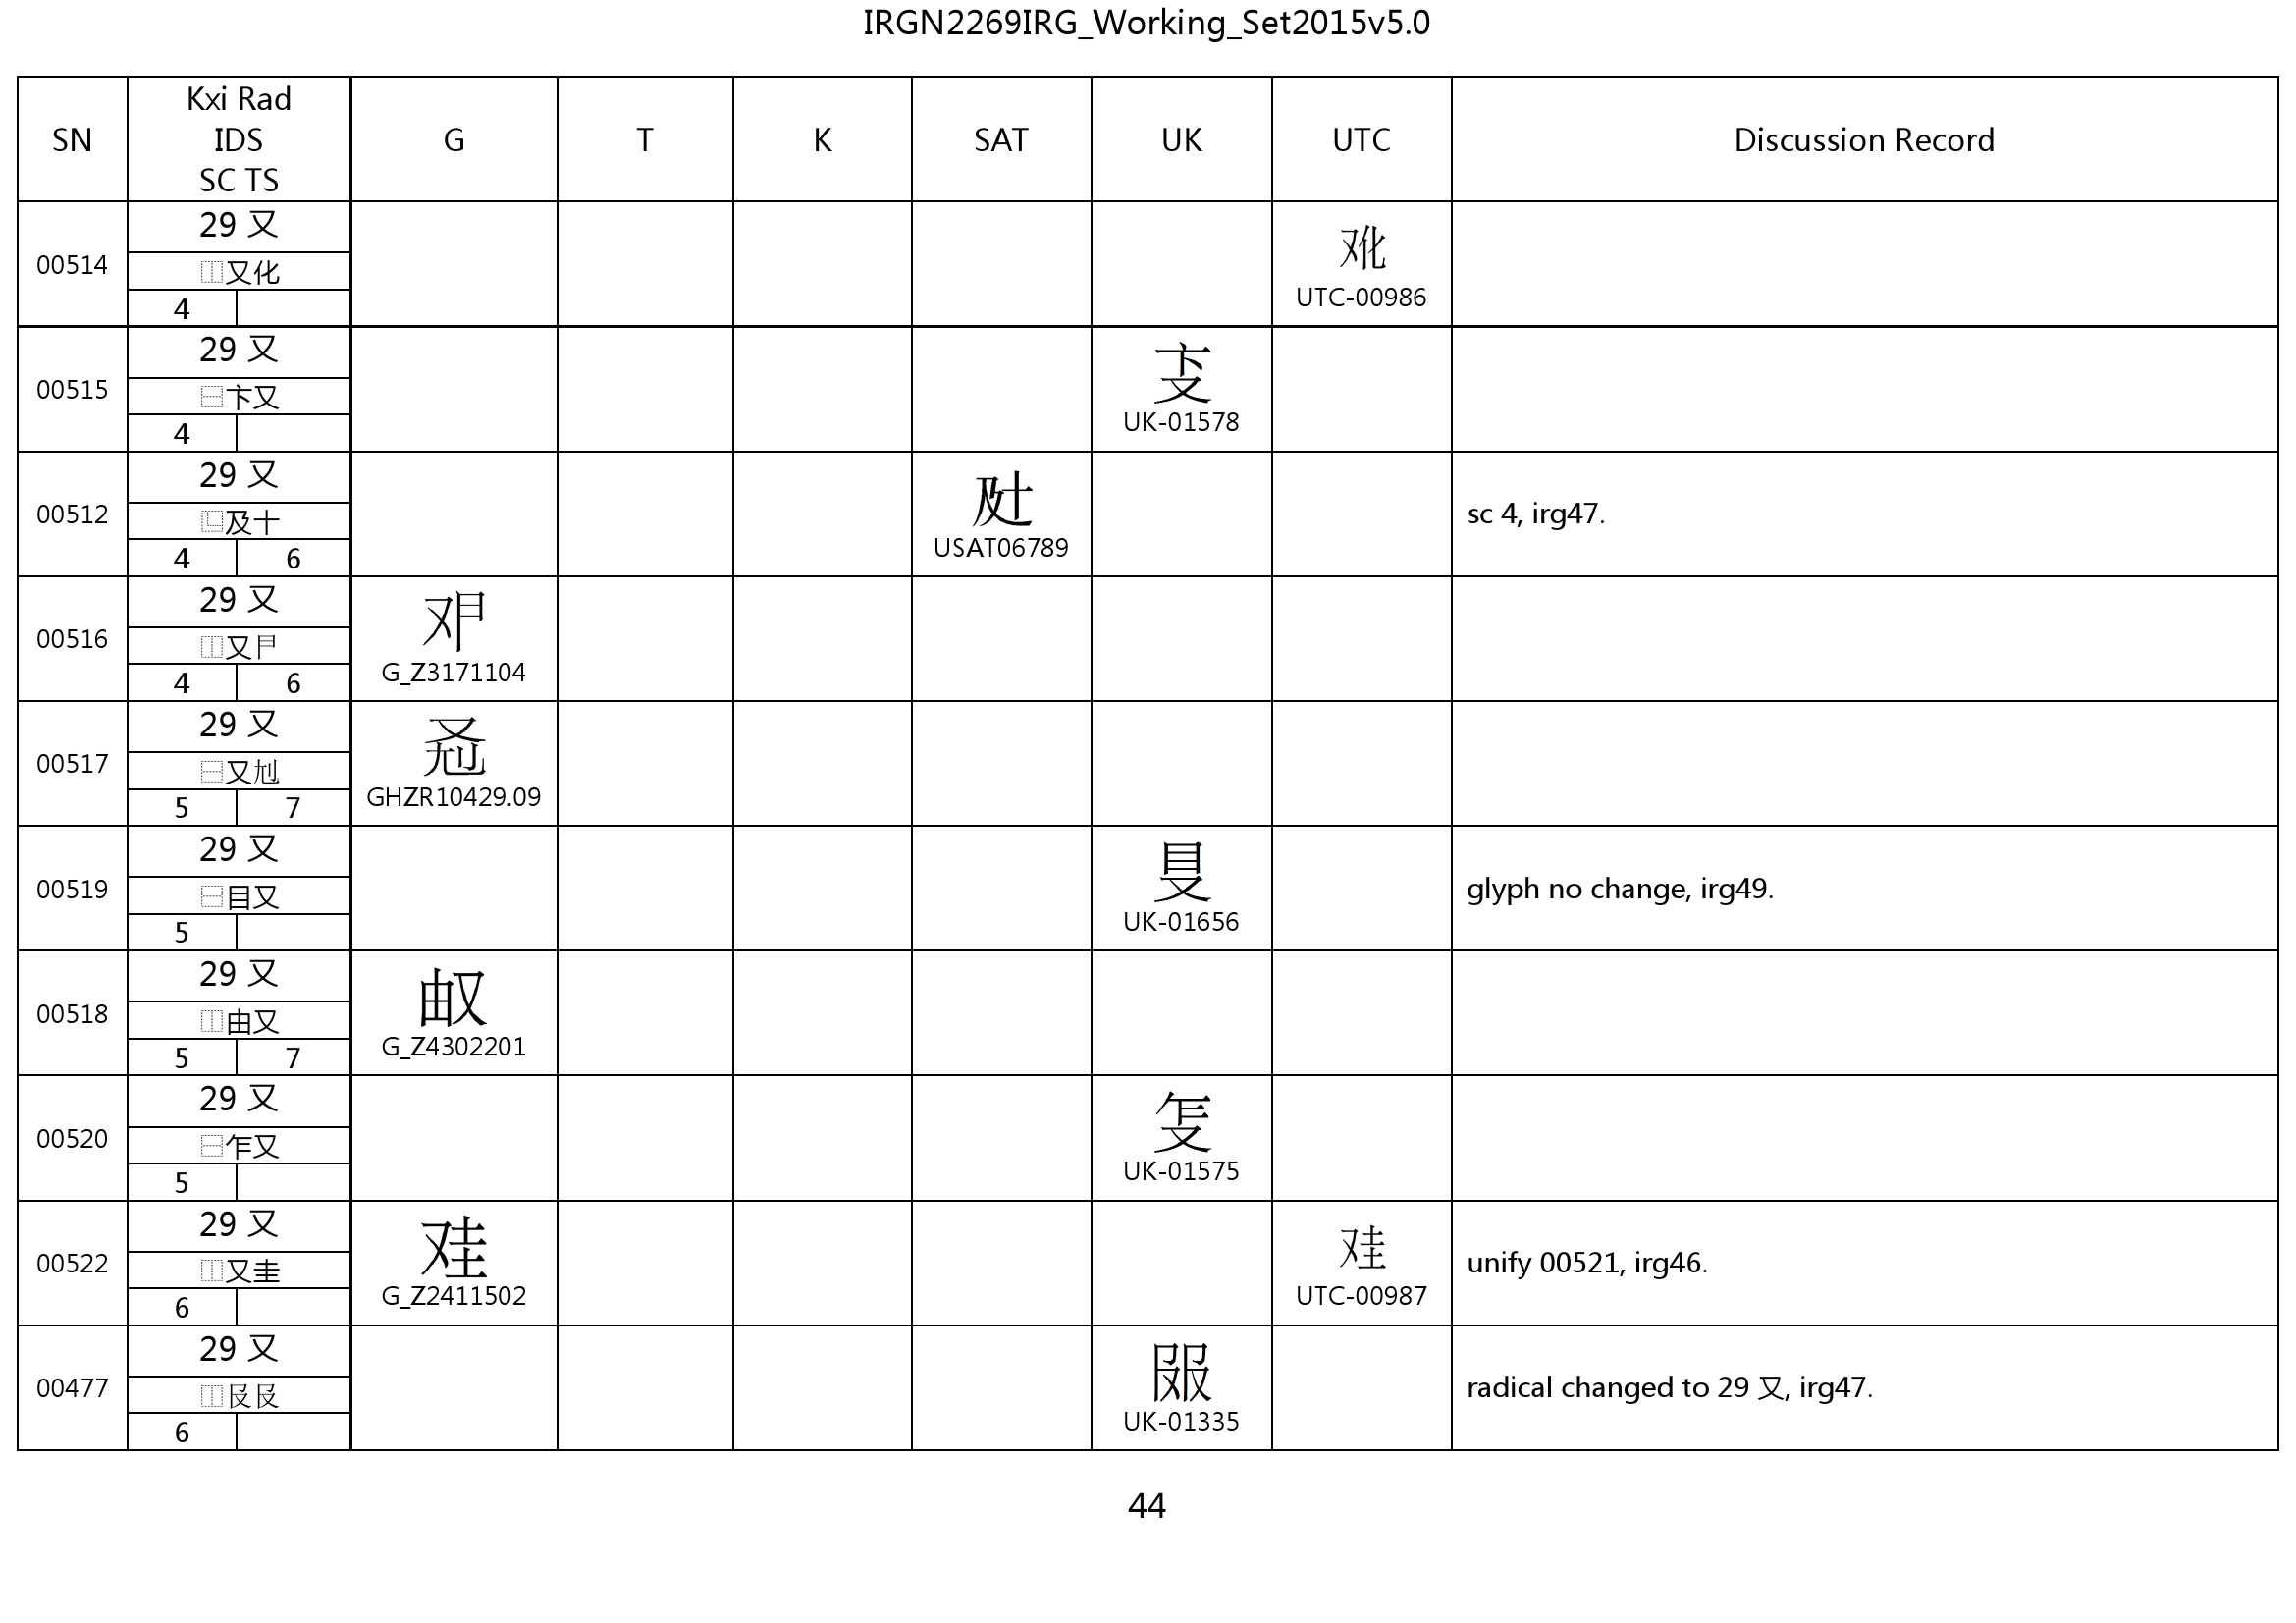 IRGN2269IRG_Working_Set2015v5.0
SN
Kxi Rad
IDS
SC TS
G
T
K
SAT
UK
UTC
Discussion Record
00514
29 又
⿰又化
4
𰆘
UTC-00986
00515
29 又
⿱卞又
4
UK-01578
00512
29 又
⿺及十
4 6
USAT06789
sc 4, irg47.
00516
29 又
⿰又𠃜
4 6
G_Z3171104
00517
29 又
⿱又尦
5 7
GHZR10429.09
00519
29 又
⿱目又
5
UK-01656
glyph no change, irg49.
00518
29 又
⿰由又
5 7
G_Z4302201
00520
29 又
⿱乍又
5
UK-01575
00522
29 又
⿰又圭
6
G_Z2411502
UTC-00987
unify 00521, irg46.
00477
29 又
⿰𠬝𠬝
6
UK-01335
radical changed to 29 又, irg47.
44